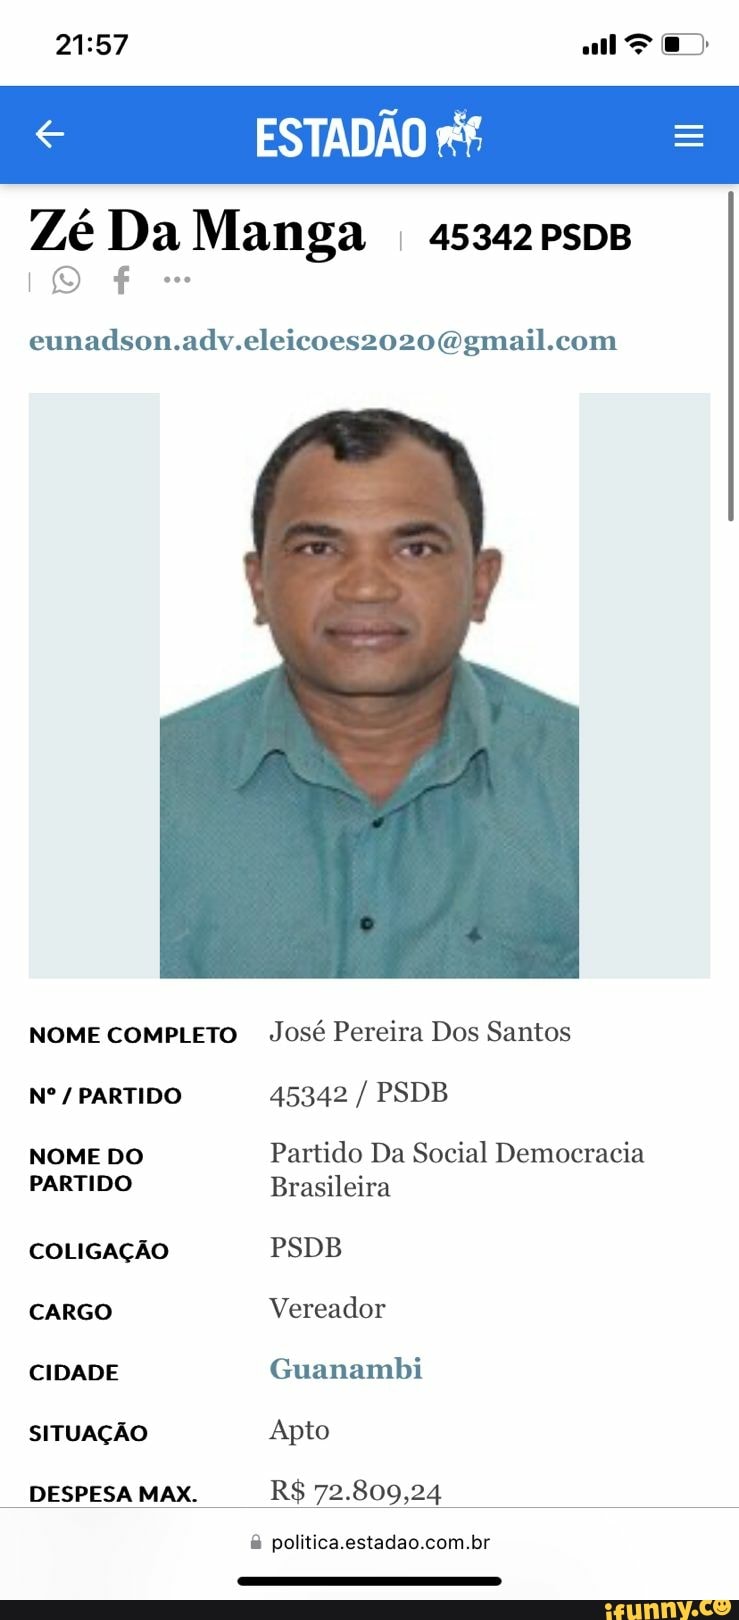 21:57
ESTADÃO
Zé Da Manga | 45342 PSDB
eunadson.adv.eleicoes2020@gmail.com
NOME COMPLETO José Pereira Dos Santos
Nº / PARTIDO 45342 / PSDB
NOME DO PARTIDO Partido Da Social Democracia
Brasileira
COLIGAÇÃO PSDB
CARGO Vereador
CIDADE Guanambi
SITUAÇÃO Apto
DESPESA MAX. R$ 72.809,24
politica.estadao.com.br
ifunny.co